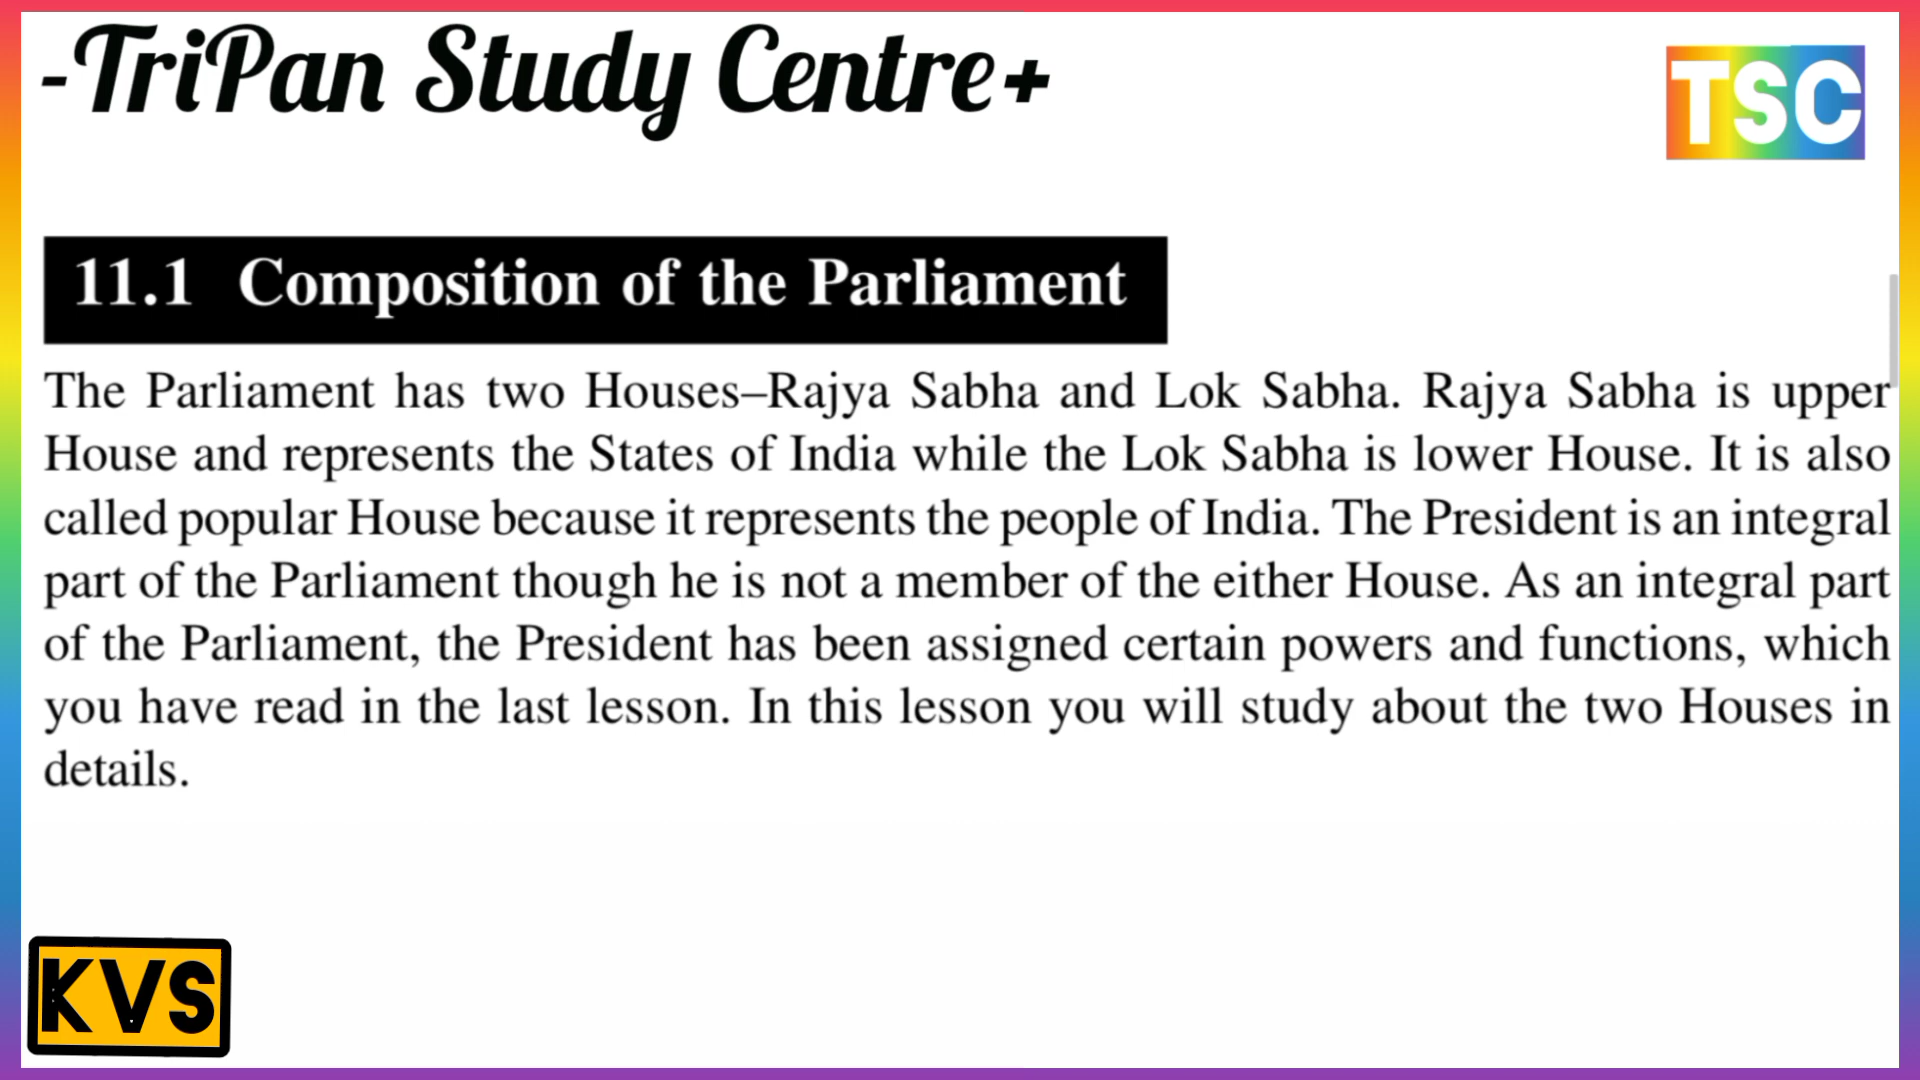 -TriPan Study Centre+
TSC
11.1 Composition of the Parliament
The Parliament has two Houses–Rajya Sabha and Lok Sabha. Rajya Sabha is upper
House and represents the States of India while the Lok Sabha is lower House. It is also
called popular House because it represents the people of India. The President is an integral
part of the Parliament though he is not a member of the either House. As an integral part
of the Parliament, the President has been assigned certain powers and functions, which
you have read in the last lesson. In this lesson you will study about the two Houses in
details.
KVS